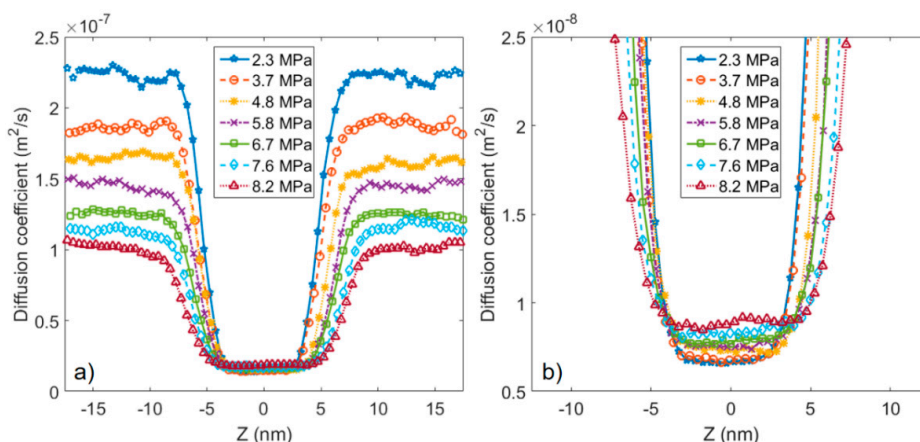 ×10⁻⁷
2.5
2
1.5
1
0.5
0
Diffusion coefficient (m²/s)
2.3 MPa
3.7 MPa
4.8 MPa
5.8 MPa
6.7 MPa
7.6 MPa
8.2 MPa
a)
-15 -10 -5 0 5 10 15
Z (nm)
×10⁻⁸
2.5
2
1.5
1
0.5
Diffusion coefficient (m²/s)
2.3 MPa
3.7 MPa
4.8 MPa
5.8 MPa
6.7 MPa
7.6 MPa
8.2 MPa
b)
-10 -5 0 5 10
Z (nm)